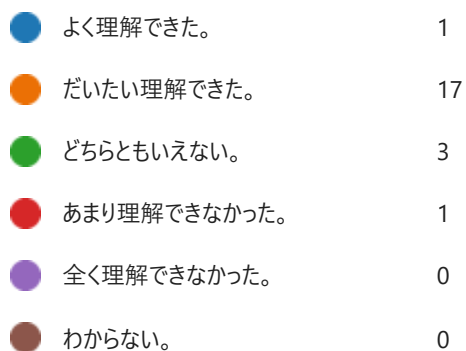 よく理解できた。 1
だいたい理解できた。 17
どちらともいえない。 3
あまり理解できなかった。 1
全く理解できなかった。 0
わからない。 0